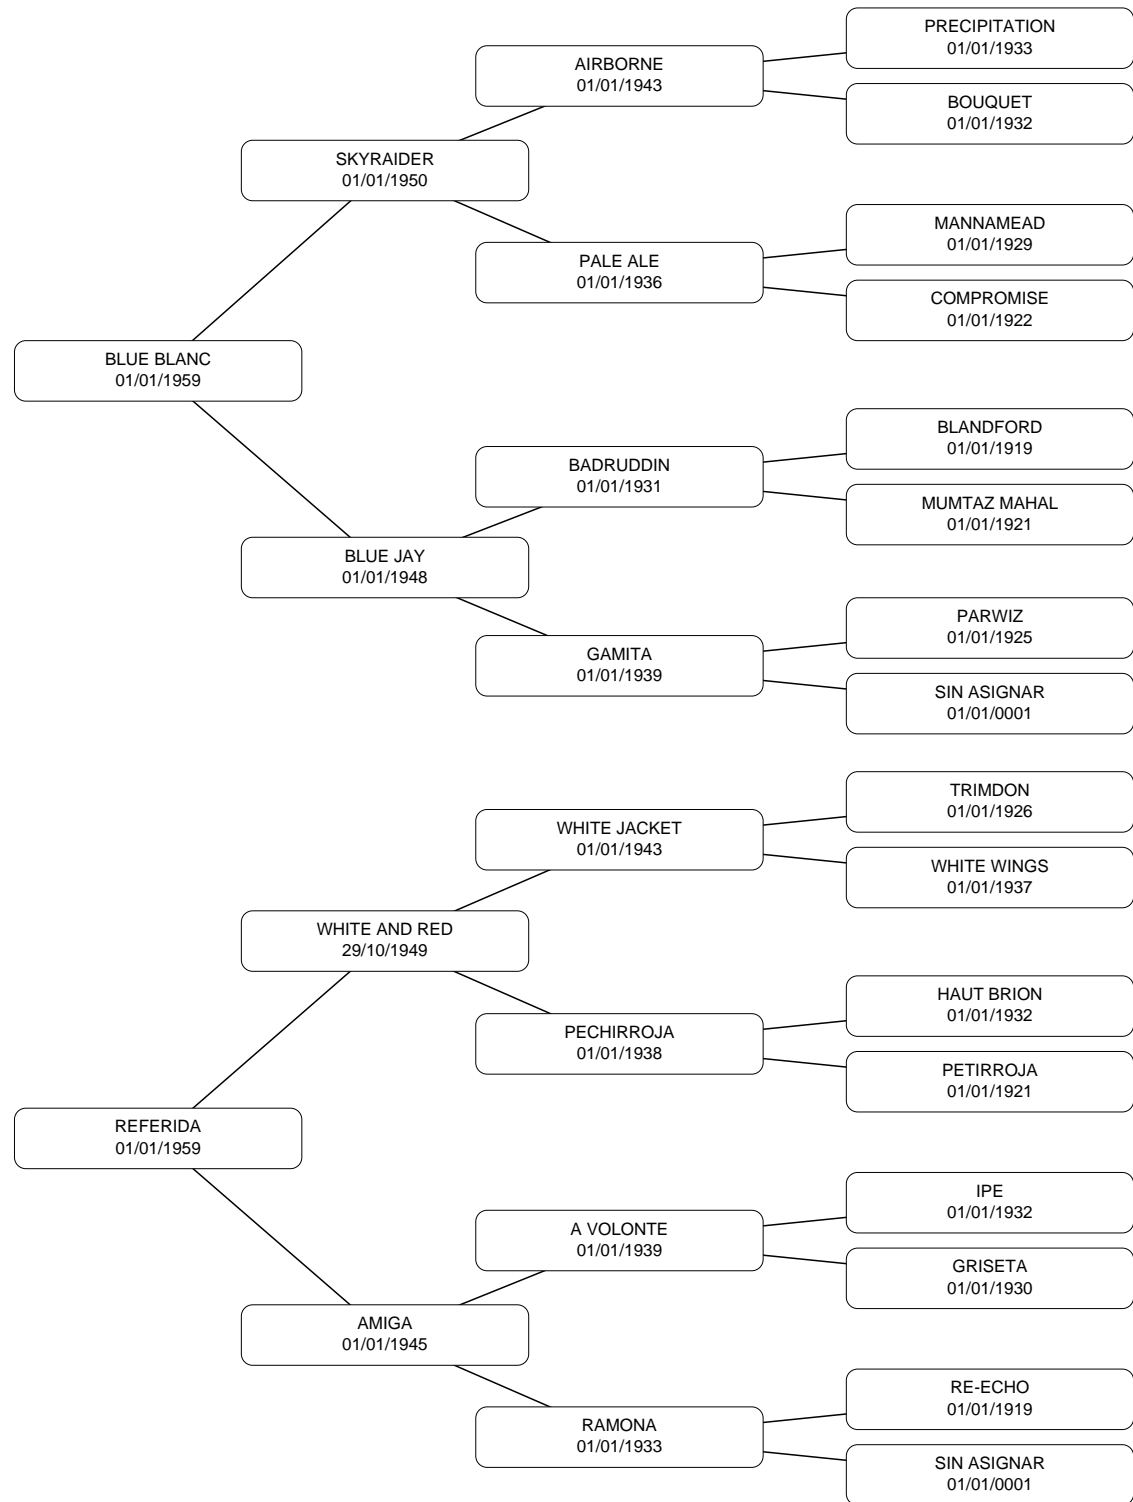 PRECIPITATION
01/01/1933
AIRBORNE
01/01/1943
BOUQUET
01/01/1932
SKYRAIDER
01/01/1950
MANNAMEAD
01/01/1929
PALE ALE
01/01/1936
COMPROMISE
01/01/1922
BLUE BLANC
01/01/1959
BLANDFORD
01/01/1919
BADRUDDIN
01/01/1931
MUMTAZ MAHAL
01/01/1921
BLUE JAY
01/01/1948
PARWIZ
01/01/1925
GAMITA
01/01/1939
SIN ASIGNAR
01/01/0001
TRIMDON
01/01/1926
WHITE JACKET
01/01/1943
WHITE WINGS
01/01/1937
WHITE AND RED
29/10/1949
HAUT BRION
01/01/1932
PECHIRROJA
01/01/1938
PETIRROJA
01/01/1921
REFERIDA
01/01/1959
IPE
01/01/1932
A VOLONTE
01/01/1939
GRISETA
01/01/1930
AMIGA
01/01/1945
RE-ECHO
01/01/1919
RAMONA
01/01/1933
SIN ASIGNAR
01/01/0001